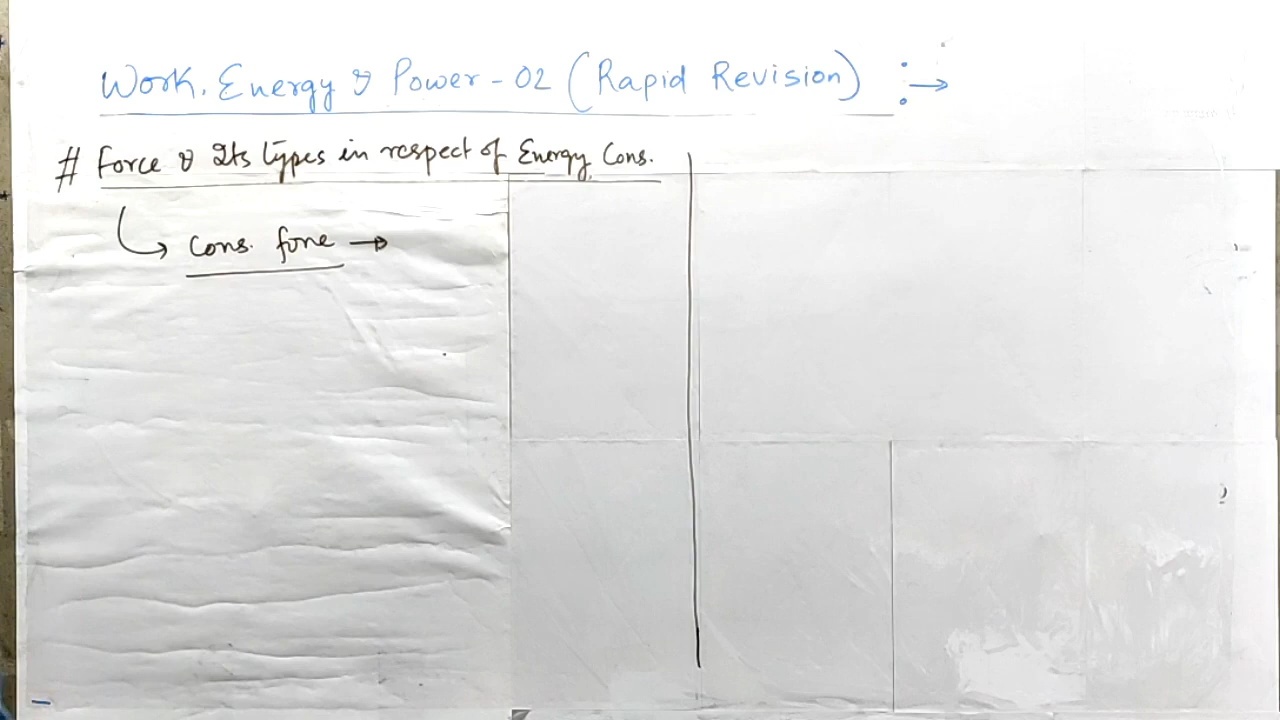 Work, Energy & Power - 02 (Rapid Revision) :→
# Force & Its types in respect of Energy Cons.
↳ Cons. force →